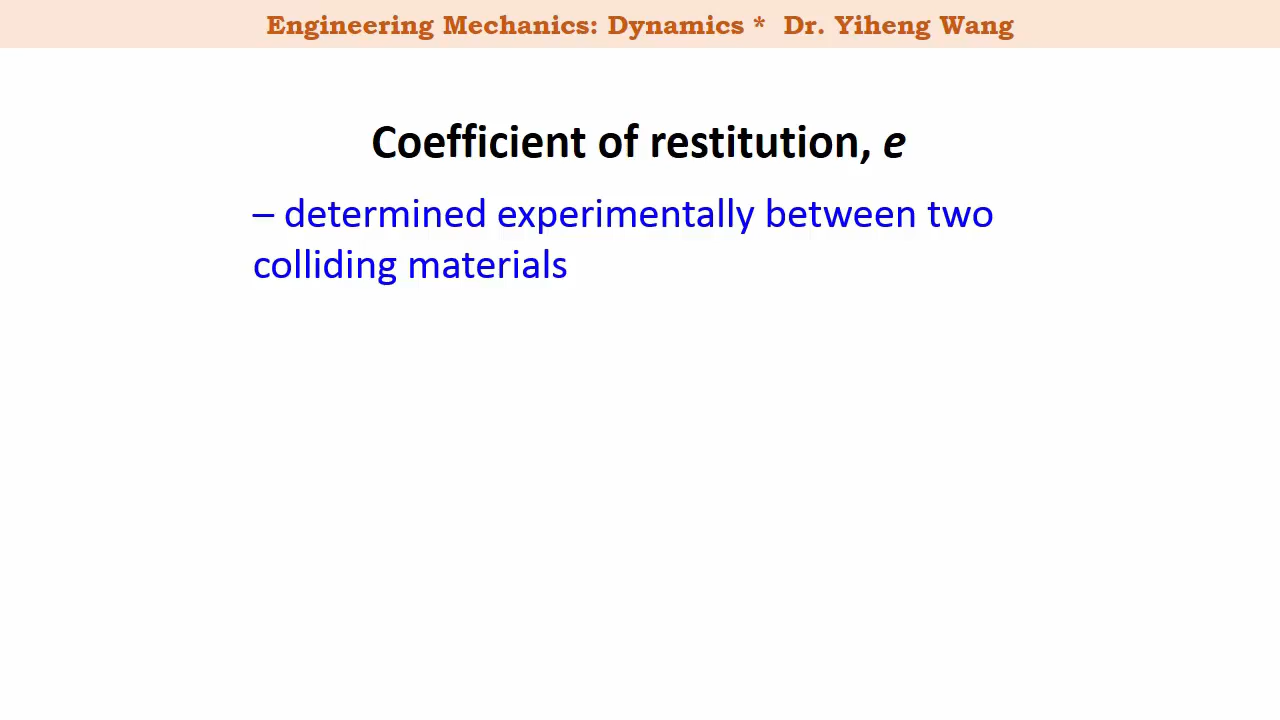 Engineering Mechanics: Dynamics * Dr. Yiheng Wang
Coefficient of restitution, e
– determined experimentally between two
colliding materials